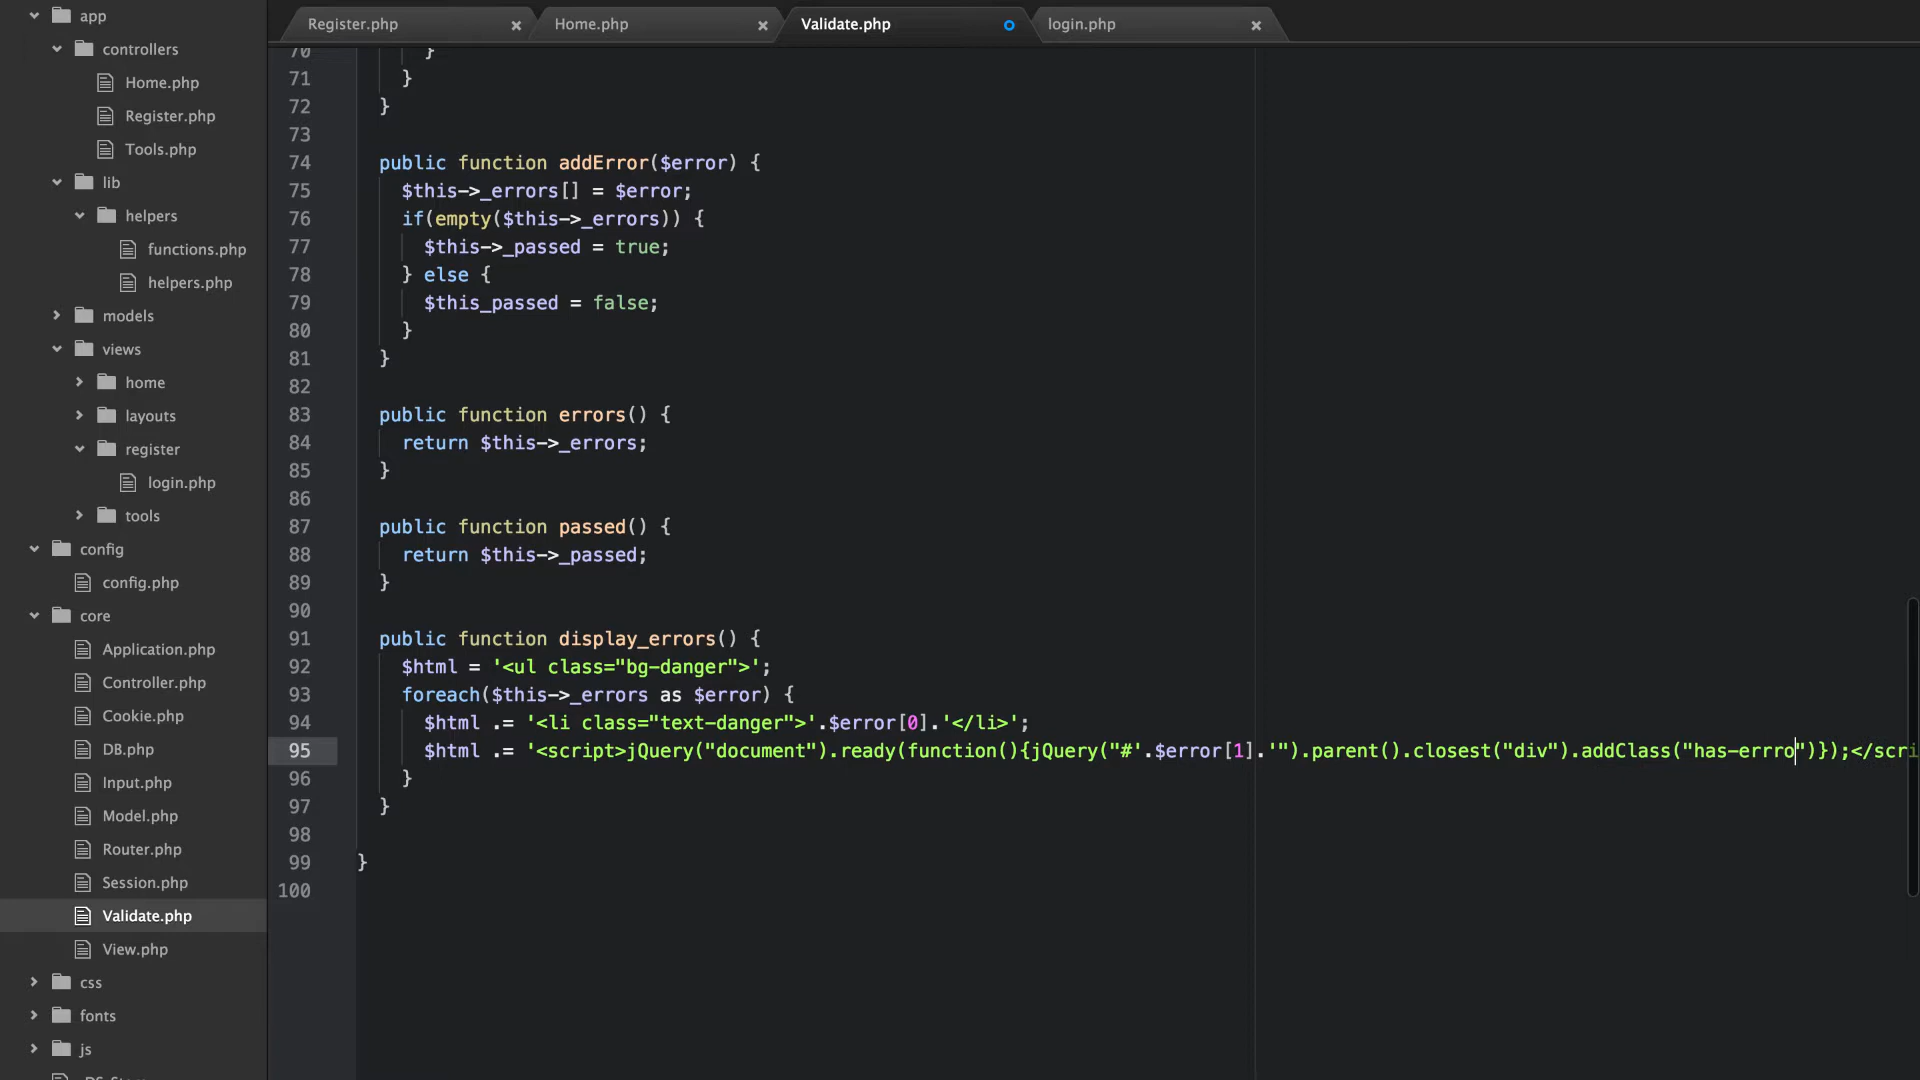 app
controllers
Home.php
Register.php
Tools.php
lib
helpers
functions.php
helpers.php
models
views
home
layouts
register
login.php
tools
config
config.php
core
Application.php
Controller.php
Cookie.php
DB.php
Input.php
Model.php
Router.php
Session.php
Validate.php
View.php
css
fonts
js
Register.php × Home.php × Validate.php login.php ×
70 }
71 }
72 }
73
74 public function addError($error) {
75 $this->_errors[] = $error;
76 if(empty($this->_errors)) {
77 $this->_passed = true;
78 } else {
79 $this_passed = false;
80 }
81 }
82
83 public function errors() {
84 return $this->_errors;
85 }
86
87 public function passed() {
88 return $this->_passed;
89 }
90
91 public function display_errors() {
92 $html = '<ul class="bg-danger">';
93 foreach($this->_errors as $error) {
94 $html .= '<li class="text-danger">'.$error[0].'</li>';
95 $html .= '<script>jQuery("document").ready(function(){jQuery("#'.$error[1].'").parent().closest("div").addClass("has-errro")});</scri
96 }
97 }
98
99 }
100